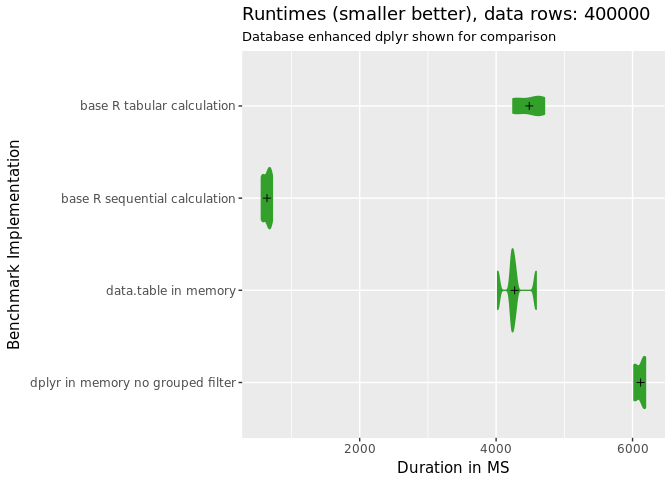 Runtimes (smaller better), data rows: 400000
Database enhanced dplyr shown for comparison
Benchmark Implementation
base R tabular calculation
base R sequential calculation
data.table in memory
dplyr in memory no grouped filter
2000 4000 6000
Duration in MS